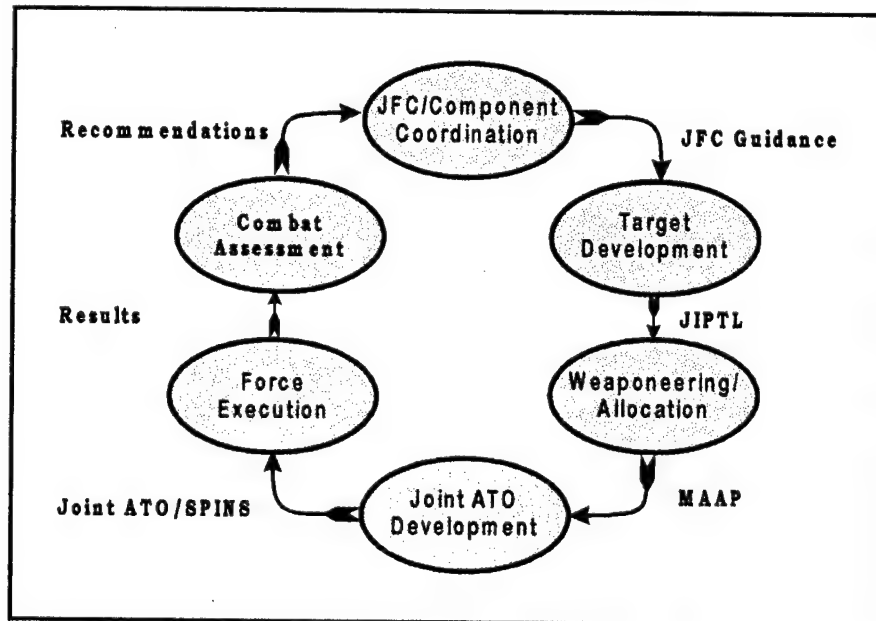 JFC/Component
Coordination
Recommendations
JFC Guidance
Combat
Assessment
Target
Development
Results
JIPTL
Force
Execution
Weaponeering/
Allocation
Joint ATO/SPINS
Joint ATO
Development
MAAP